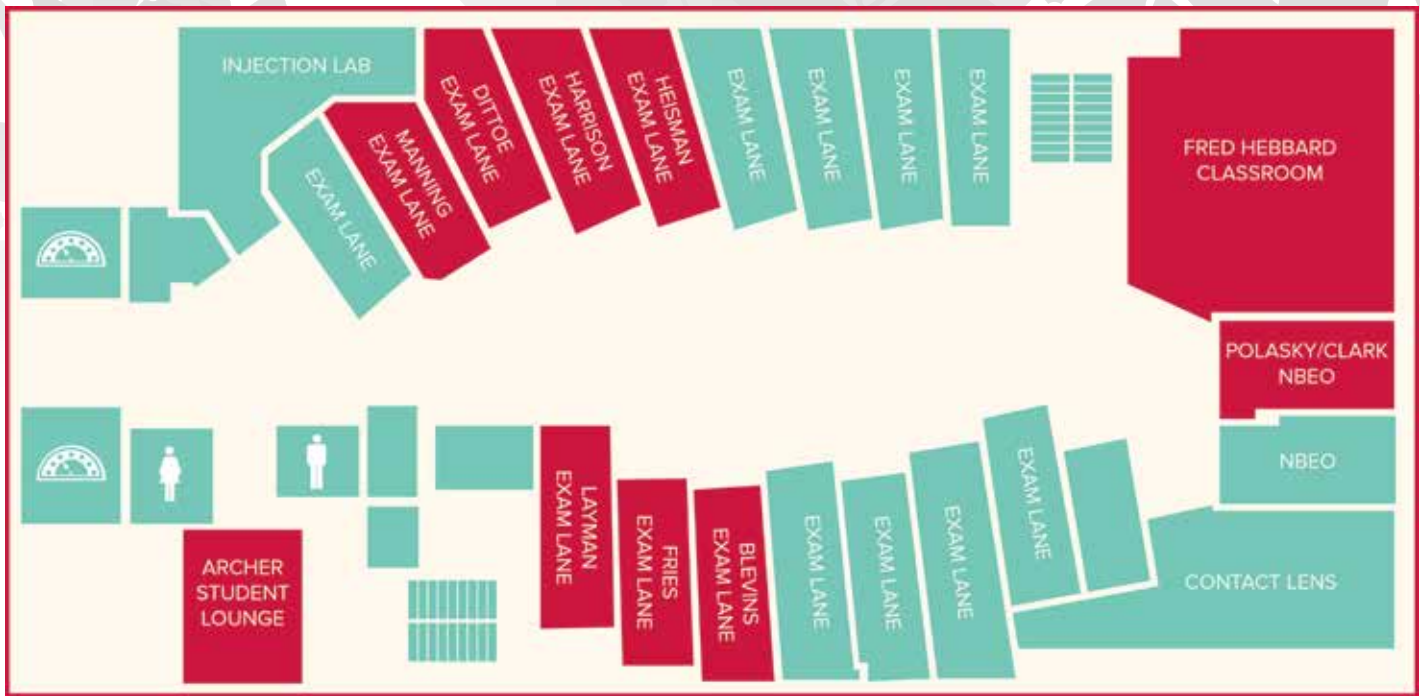 INJECTION LAB
EXAM LANE
MANNING
EXAM LANE
DITTOE
EXAM LANE
HARRISON
EXAM LANE
HEISMAN
EXAM LANE
EXAM LANE
EXAM LANE
EXAM LANE
EXAM LANE
FRED HEBBARD
CLASSROOM
POLASKY/CLARK
NBEO
NBEO
CONTACT LENS
ARCHER
STUDENT
LOUNGE
LAYMAN
EXAM LANE
FRIES
EXAM LANE
BLEVINS
EXAM LANE
EXAM LANE
EXAM LANE
EXAM LANE
EXAM LANE